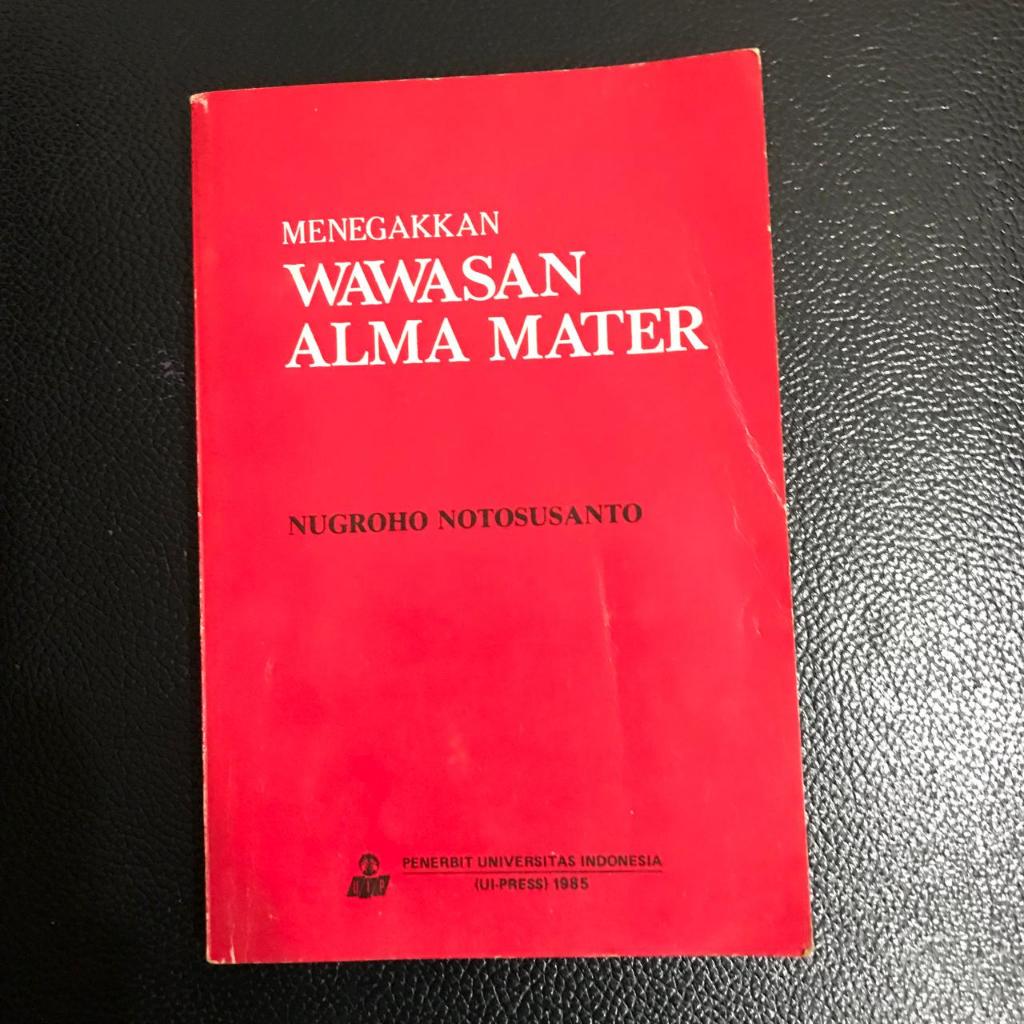 MENEGAKKAN
WAWASAN
ALMA MATER
NUGROHO NOTOSUSANTO
PENERBIT UNIVERSITAS INDONESIA
(UI-PRESS) 1985